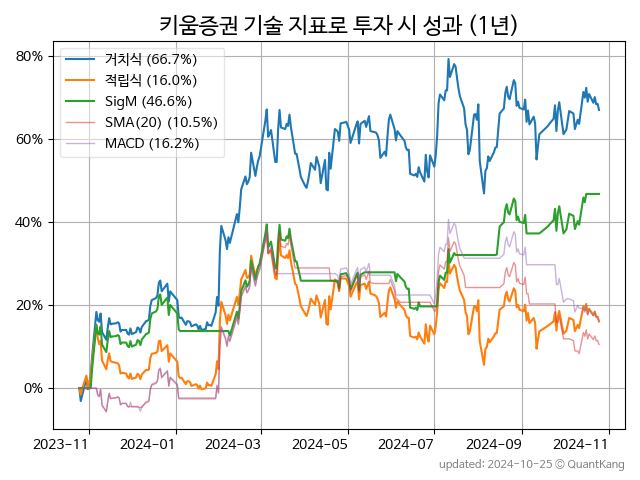 키움증권 기술 지표로 투자 시 성과 (1년)
거치식 (66.7%)
적립식 (16.0%)
SigM (46.6%)
SMA(20) (10.5%)
MACD (16.2%)
80%
60%
40%
20%
0%
2023-11 2024-01 2024-03 2024-05 2024-07 2024-09 2024-11
updated: 2024-10-25 © QuantKang